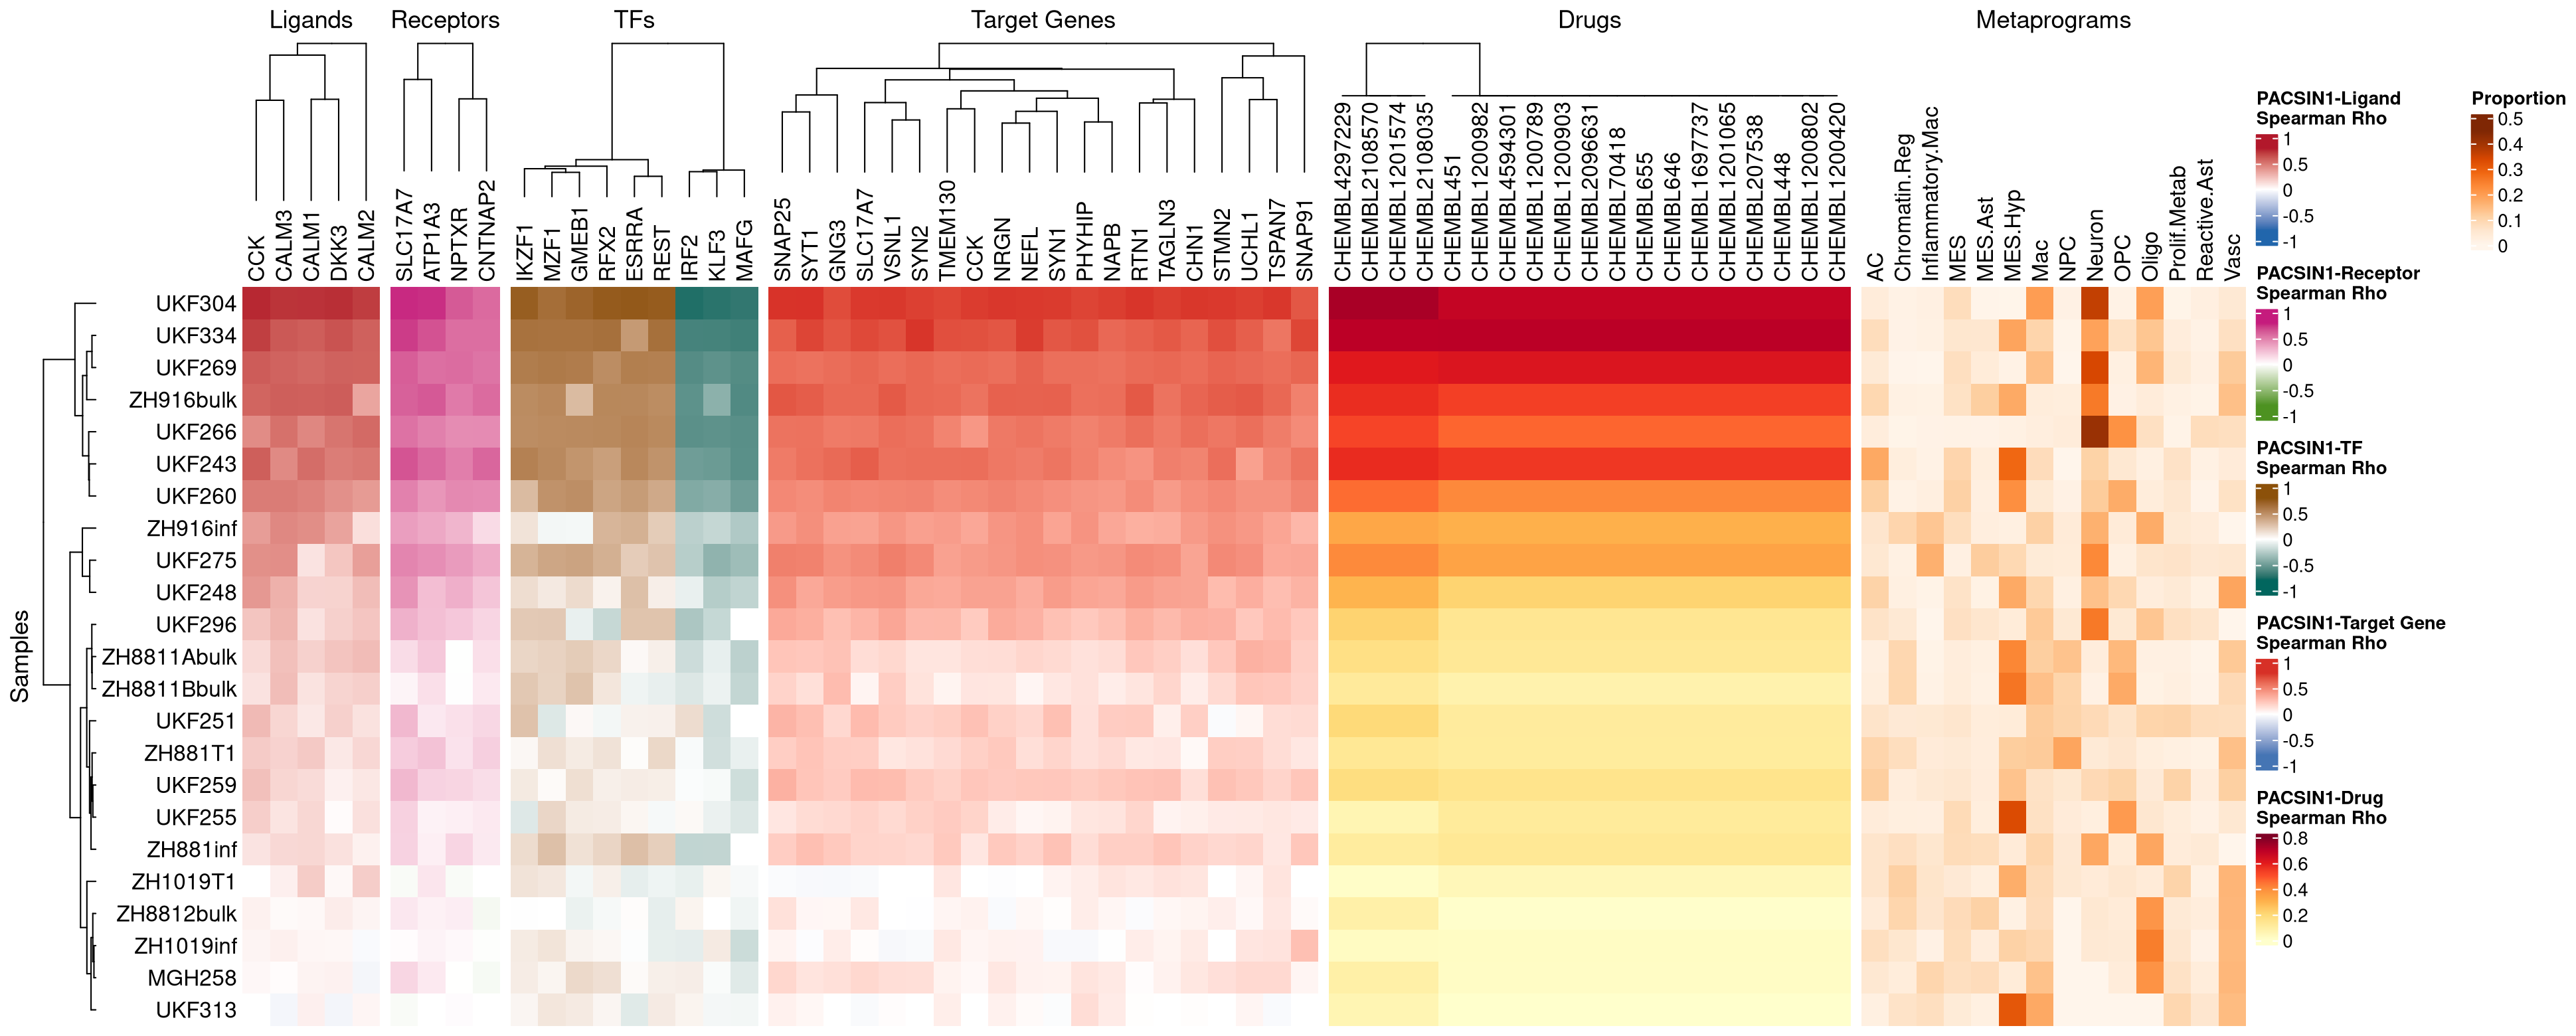 Ligands
Receptors
TFs
Target Genes
Drugs
Metaprograms
CCK
CALM3
CALM1
DKK3
CALM2
SLC17A7
ATP1A3
NPTXR
CNTNAP2
IKZF1
MZF1
GMEB1
RFX2
ESRRA
REST
IRF2
KLF3
MAFG
SNAP25
SYT1
GNG3
SLC17A7
VSNL1
SYN2
TMEM130
CCK
NRGN
NEFL
SYN1
PHYHIP
NAPB
RTN1
TAGLN3
CHN1
STMN2
UCHL1
TSPAN7
SNAP91
CHEMBL4297229
CHEMBL2108570
CHEMBL1201574
CHEMBL2108035
CHEMBL451
CHEMBL1200982
CHEMBL4594301
CHEMBL1200789
CHEMBL1200903
CHEMBL2096631
CHEMBL70418
CHEMBL655
CHEMBL646
CHEMBL1697737
CHEMBL1201065
CHEMBL207538
CHEMBL448
CHEMBL1200802
CHEMBL1200420
AC
Chromatin.Reg
Inflammatory.Mac
MES
MES.Ast
MES.Hyp
Mac
NPC
Neuron
OPC
Oligo
Prolif.Metab
Reactive.Ast
Vasc
Samples
UKF304
UKF334
UKF269
ZH916bulk
UKF266
UKF243
UKF260
ZH916inf
UKF275
UKF248
UKF296
ZH8811Abulk
ZH8811Bbulk
UKF251
ZH881T1
UKF259
UKF255
ZH881inf
ZH1019T1
ZH8812bulk
ZH1019inf
MGH258
UKF313
PACSIN1-Ligand
Spearman Rho
1
0.5
0
-0.5
-1
PACSIN1-Receptor
Spearman Rho
1
0.5
0
-0.5
-1
PACSIN1-TF
Spearman Rho
1
0.5
0
-0.5
-1
PACSIN1-Target Gene
Spearman Rho
1
0.5
0
-0.5
-1
PACSIN1-Drug
Spearman Rho
0.8
0.6
0.4
0.2
0
Proportion
0.5
0.4
0.3
0.2
0.1
0